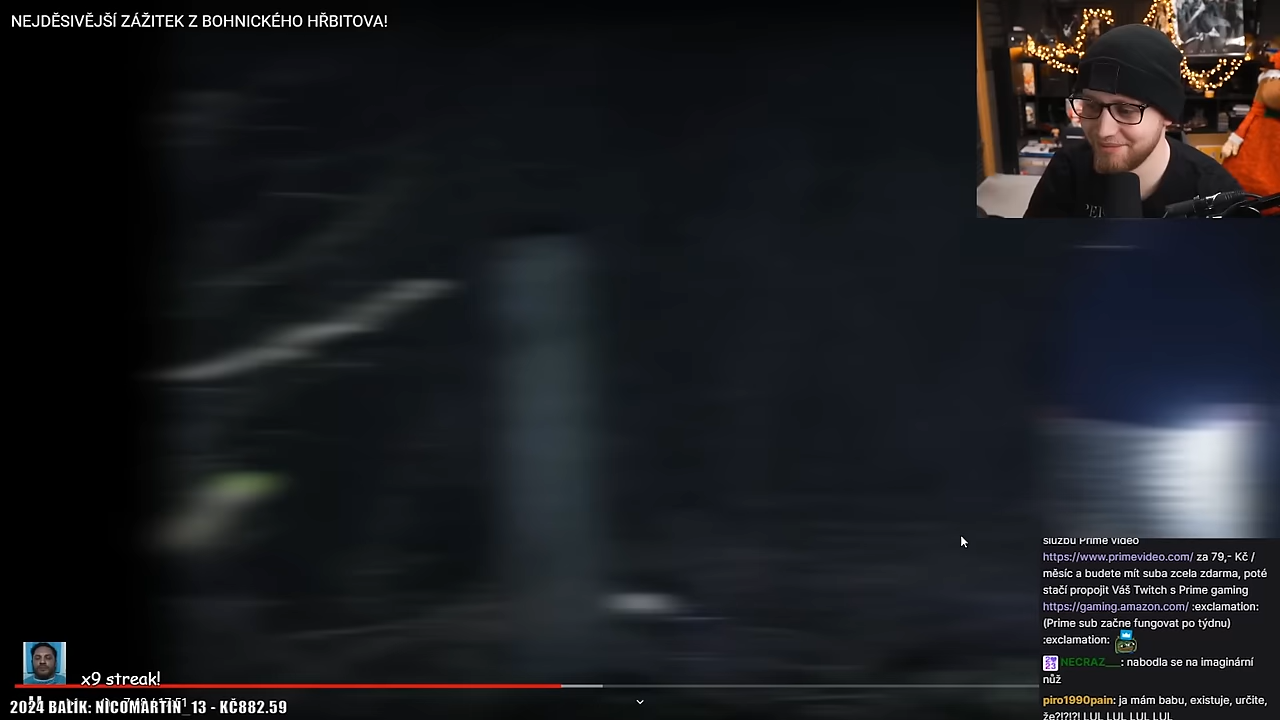 NEJDĚSIVĚJŠÍ ZÁŽITEK Z BOHNICKÉHO HŘBITOVA!
službu Prime video
https://www.primevideo.com/ za 79,- Kč /
měsíc a budete mít suba zcela zdarma, poté
stačí propojit Váš Twitch s Prime gaming
https://gaming.amazon.com/ :exclamation:
(Prime sub začne fungovat po týdnu)
:exclamation:
NECRAZ__: nabodla se na imaginární
nůž
piro1990pain: ja mám babu, existuje, určite,
že?!?!?! LUL LUL LUL LUL
x9 streak!
2024 BALÍK: NICOMARTIN_13 - KČ882.59